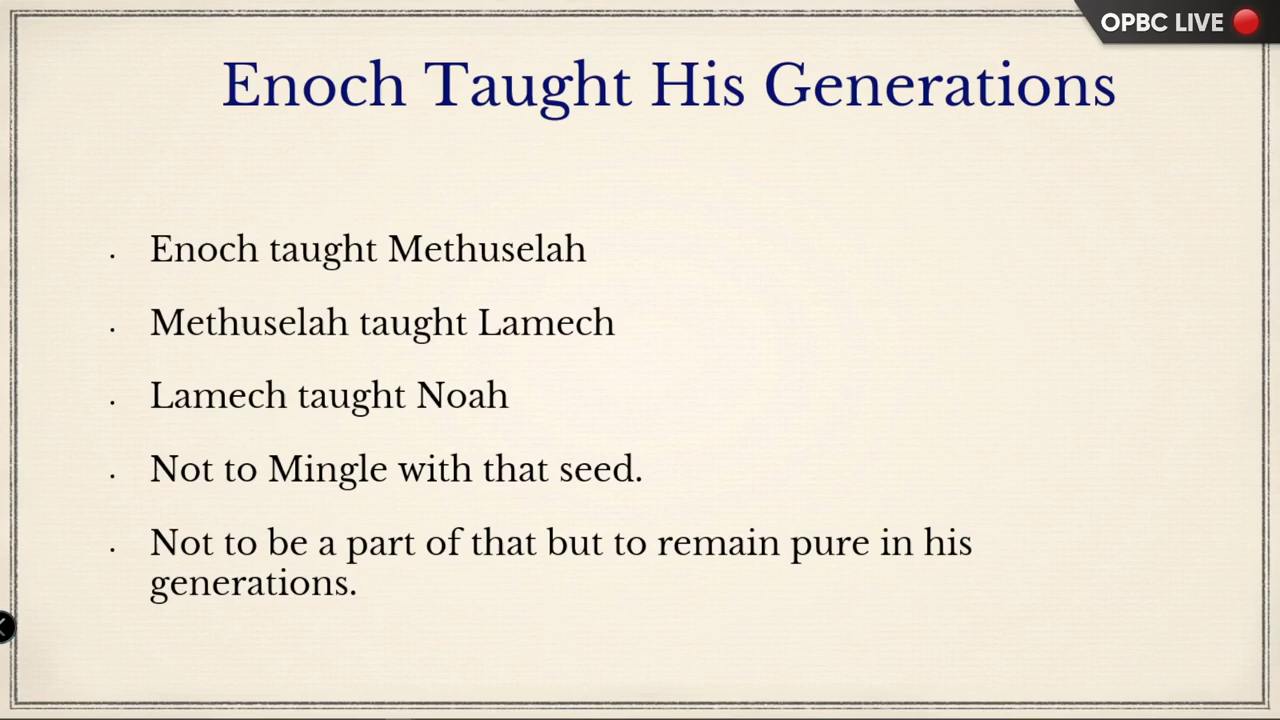 OPBC LIVE
Enoch Taught His Generations
· Enoch taught Methuselah
· Methuselah taught Lamech
· Lamech taught Noah
· Not to Mingle with that seed.
· Not to be a part of that but to remain pure in his
generations.